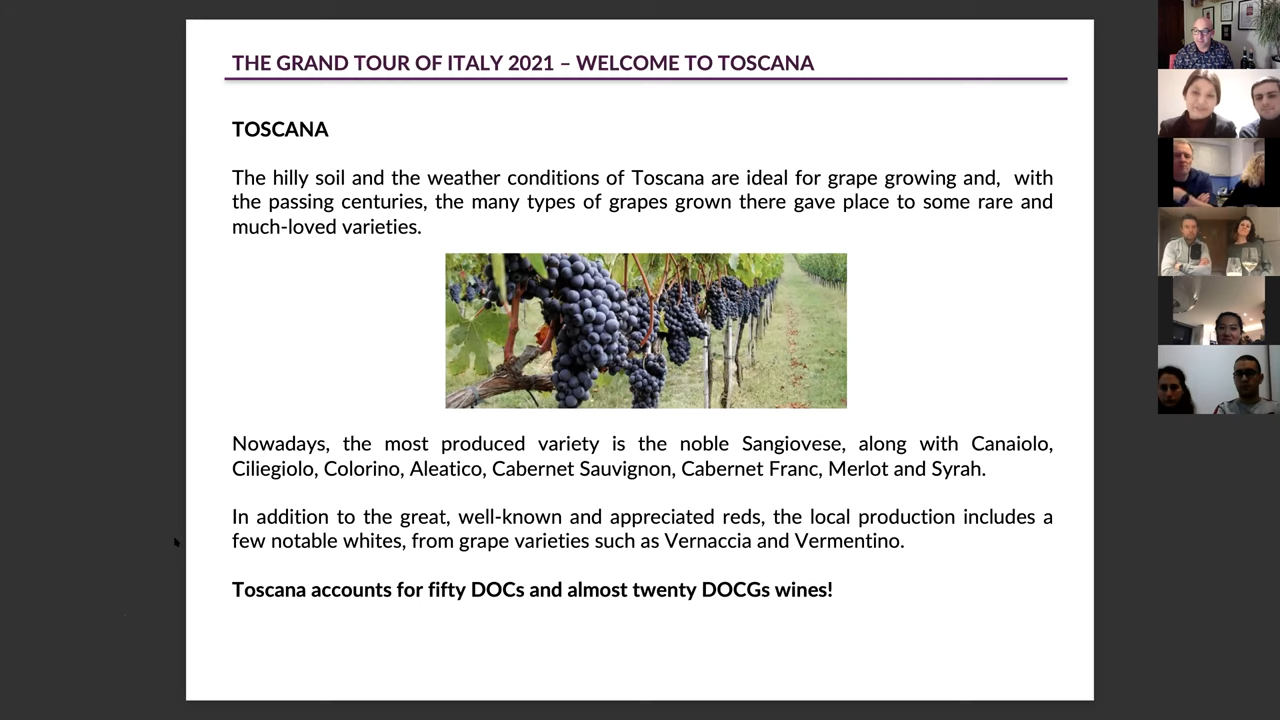 THE GRAND TOUR OF ITALY 2021 – WELCOME TO TOSCANA
TOSCANA
The hilly soil and the weather conditions of Toscana are ideal for grape growing and, with
the passing centuries, the many types of grapes grown there gave place to some rare and
much-loved varieties.
Nowadays, the most produced variety is the noble Sangiovese, along with Canaiolo,
Ciliegiolo, Colorino, Aleatico, Cabernet Sauvignon, Cabernet Franc, Merlot and Syrah.
In addition to the great, well-known and appreciated reds, the local production includes a
few notable whites, from grape varieties such as Vernaccia and Vermentino.
Toscana accounts for fifty DOCs and almost twenty DOCGs wines!